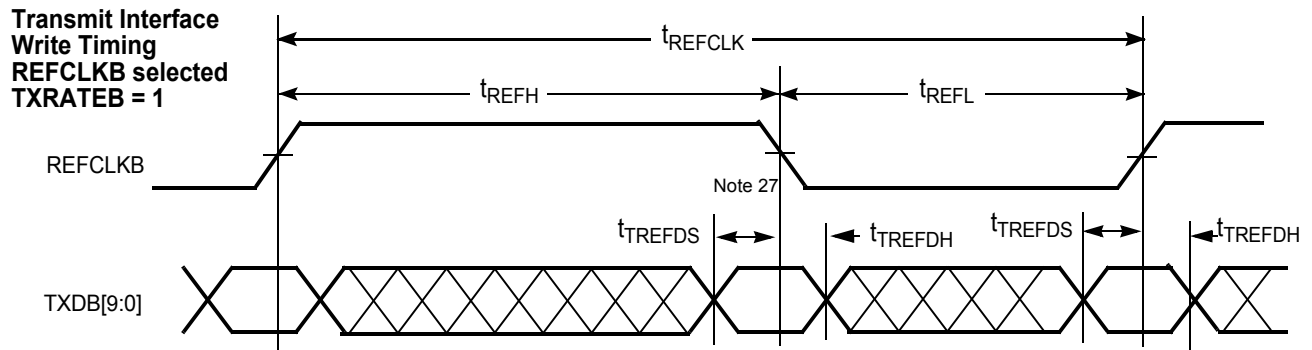 Transmit Interface
Write Timing
REFCLKB selected
TXRATEB = 1
tREFCLK
tREFH
tREFL
REFCLKB
Note 27
tTREFDS
tTREFDH
tTREFDS
tTREFDH
TXDB[9:0]